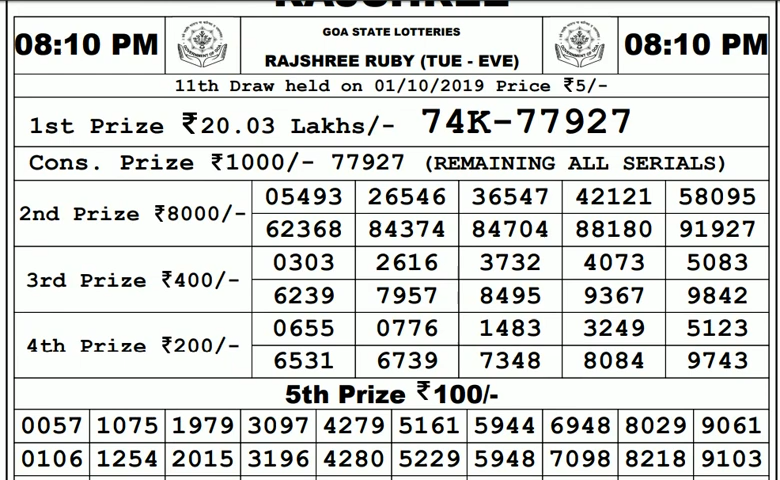 RAJSHREE
08:10 PM GOA STATE LOTTERIES 08:10 PM
RAJSHREE RUBY (TUE - EVE)
11th Draw held on 01/10/2019 Price ₹5/-
1st Prize ₹20.03 Lakhs/- 74K-77927
Cons. Prize ₹1000/- 77927 (REMAINING ALL SERIALS)
2nd Prize ₹8000/-
05493 26546 36547 42121 58095
62368 84374 84704 88180 91927
3rd Prize ₹400/-
0303 2616 3732 4073 5083
6239 7957 8495 9367 9842
4th Prize ₹200/-
0655 0776 1483 3249 5123
6531 6739 7348 8084 9743
5th Prize ₹100/-
0057 1075 1979 3097 4279 5161 5944 6948 8029 9061
0106 1254 2015 3196 4280 5229 5948 7098 8218 9103